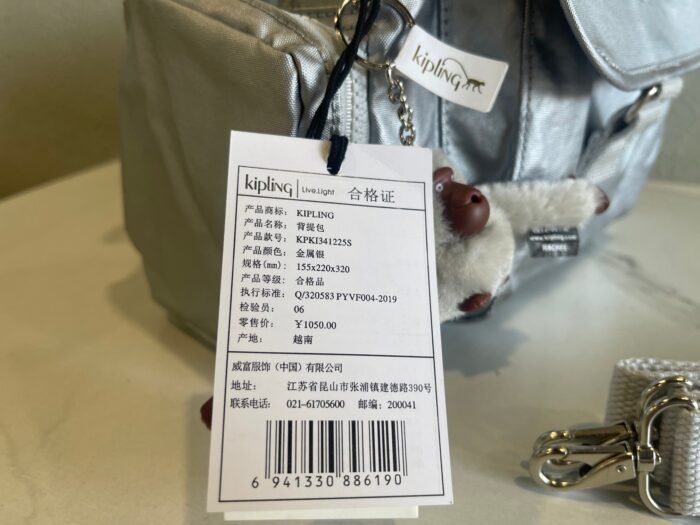 kipling
kipling | Live.Light 合格证
产品商标： KIPLING
产品名称： 背提包
产品款号： KPKI341225S
产品颜色： 金属银
规格(mm)： 155x220x320
产品等级： 合格品
执行标准： Q/320583 PYVF004-2019
检验员： 06
零售价： ￥1050.00
产地： 越南
威富服饰（中国）有限公司
地址： 江苏省昆山市张浦镇建德路390号
联系电话： 021-61705600 邮编：200041
6 941330 886190
www.kipling.com